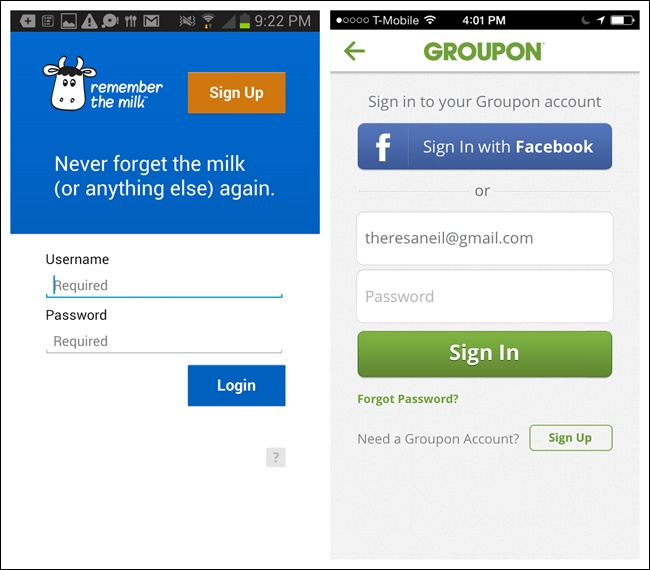 9:22 PM
remember
the milk™
Sign Up
Never forget the milk
(or anything else) again.
Username
Required
Password
Required
Login
?
T-Mobile
4:01 PM
GROUPON
Sign in to your Groupon account
f
Sign In with Facebook
or
theresaneil@gmail.com
Password
Sign In
Forgot Password?
Need a Groupon Account?
Sign Up